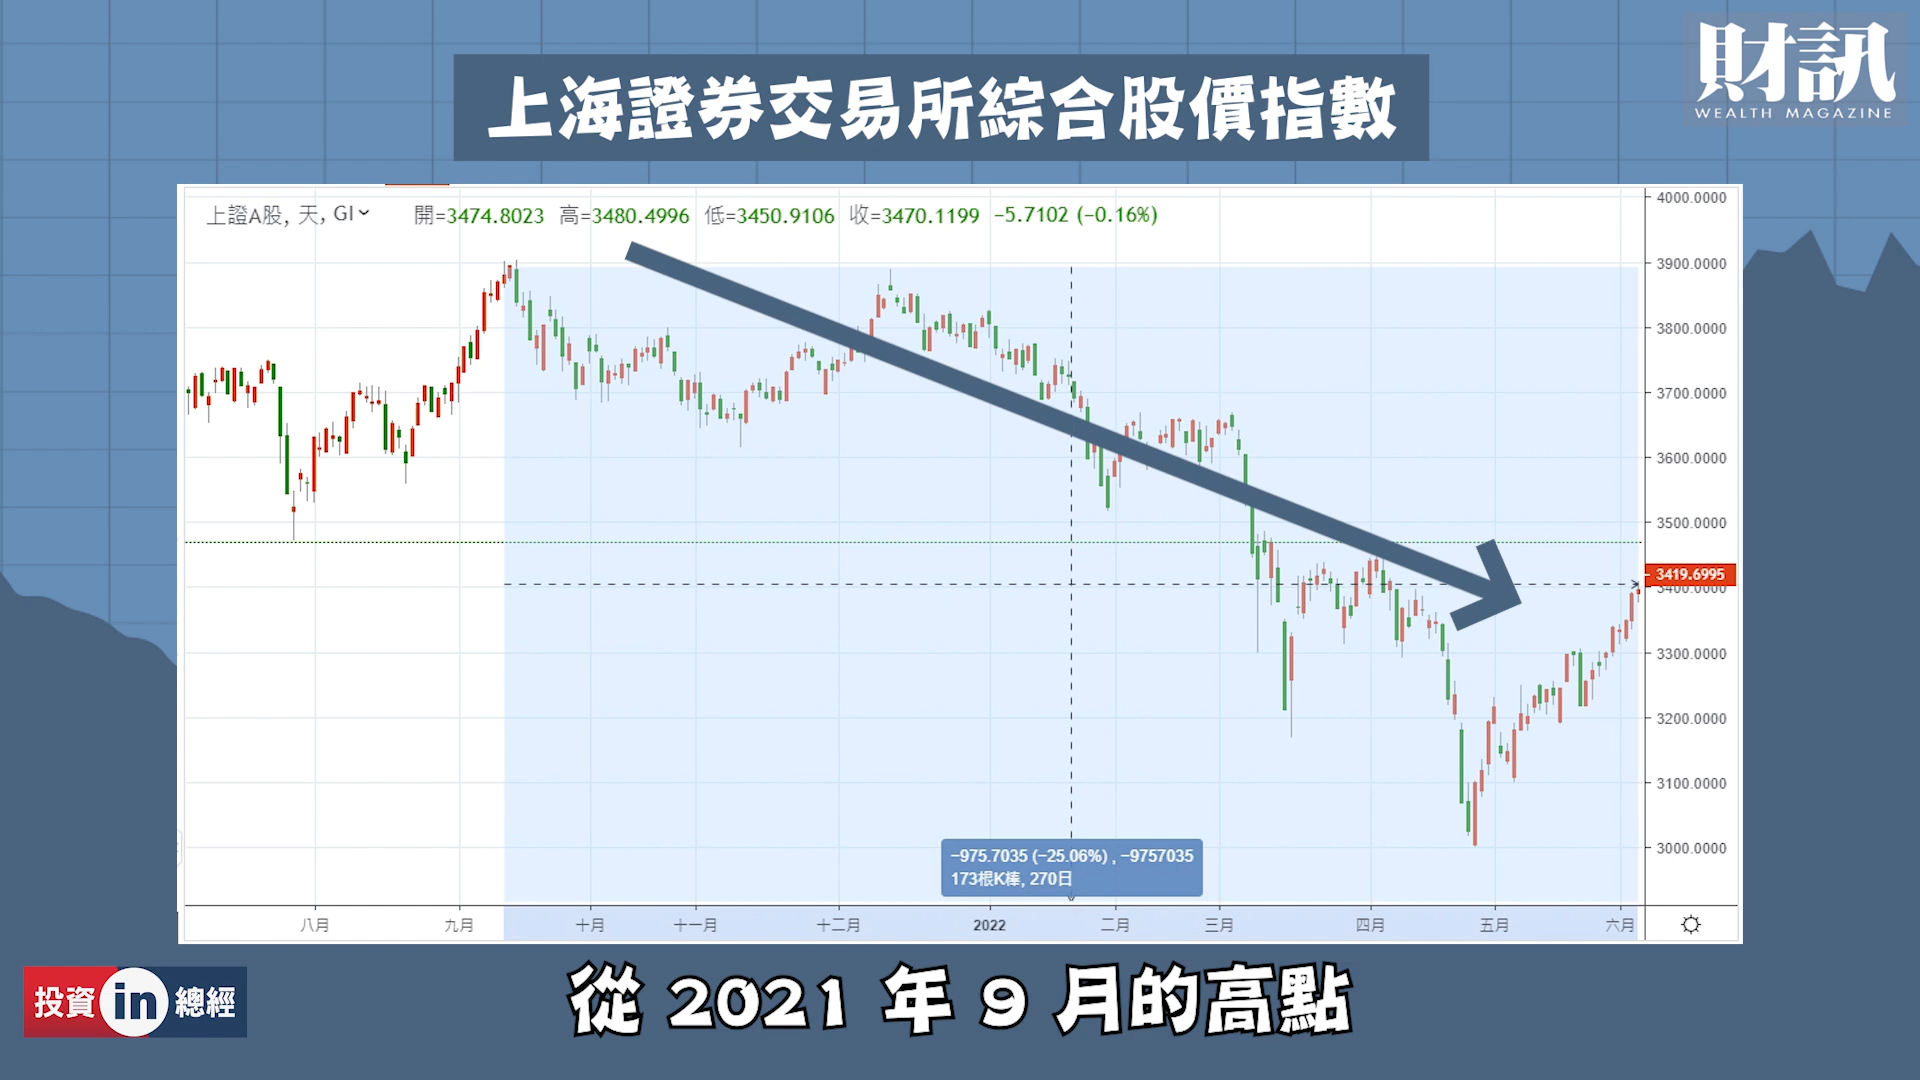 財訊
WEALTH MAGAZINE
上海證券交易所綜合股價指數
上證A股, 天, GI 開=3474.8023 高=3480.4996 低=3450.9106 收=3470.1199 −5.7102 (−0.16%)
4000.0000
3900.0000
3800.0000
3700.0000
3600.0000
3500.0000
3419.6995
3400.0000
3300.0000
3200.0000
3100.0000
3000.0000
−975.7035 (−25.06%) , −9757035
173根K棒, 270日
八月 九月 十月 十一月 十二月 2022 二月 三月 四月 五月 六月
投資in總經
從 2021 年 9 月的高點